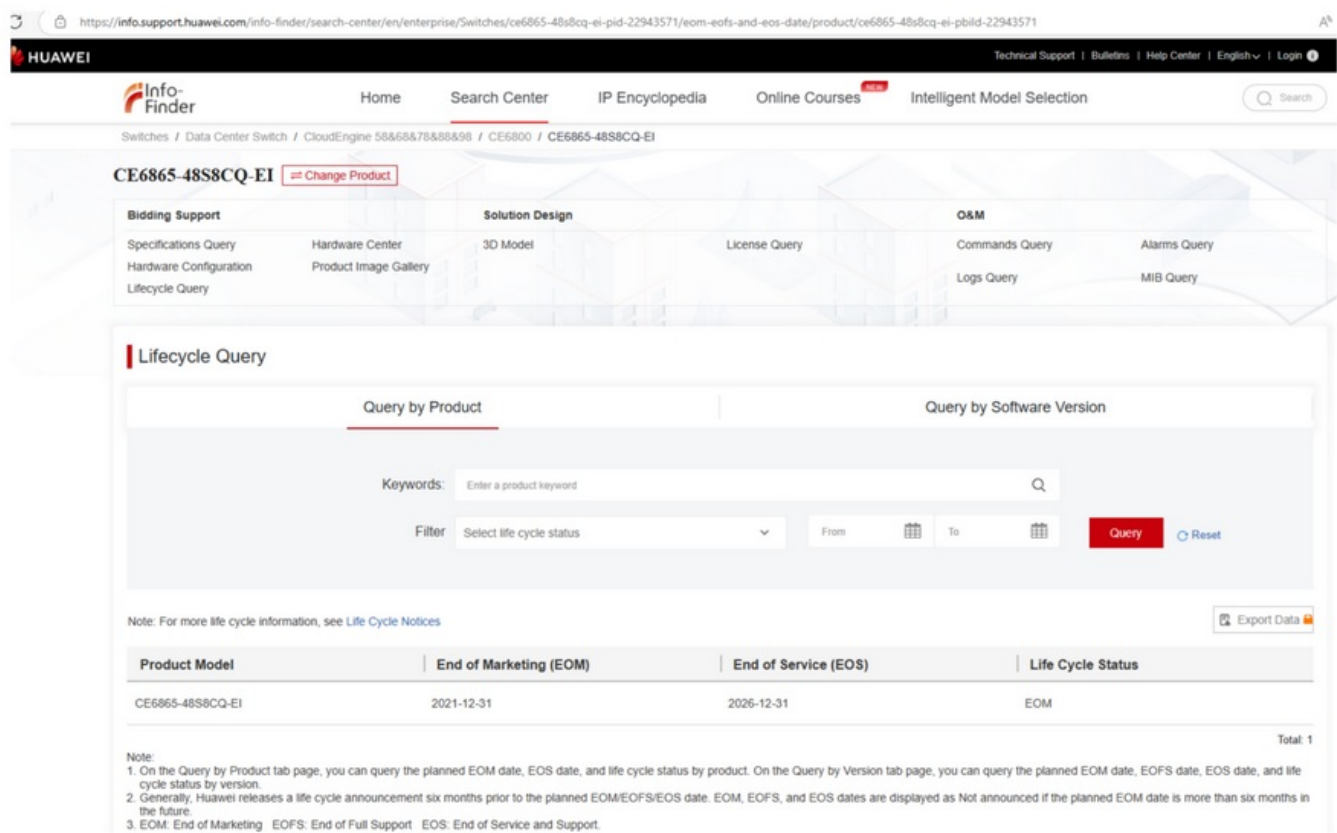 https://info.support.huawei.com/info-finder/search-center/en/enterprise/Switches/ce6865-48s8cq-ei-pid-22943571/eom-eofs-and-eos-date/product/ce6865-48s8cq-ei-pbiId-22943571
HUAWEI
Technical Support | Bulletins | Help Center | English | Login
Info-Finder
Home Search Center IP Encyclopedia Online Courses NEW Intelligent Model Selection Search
Switches / Data Center Switch / CloudEngine 58&68&78&88&98 / CE6800 / CE6865-48S8CQ-EI
CE6865-48S8CQ-EI Change Product
Bidding Support Solution Design O&M
Specifications Query Hardware Center 3D Model License Query Commands Query Alarms Query
Hardware Configuration Product Image Gallery
Logs Query MIB Query
Lifecycle Query
Lifecycle Query
Query by Product Query by Software Version
Keywords: Enter a product keyword
Filter Select life cycle status From To Query Reset
Note: For more life cycle information, see Life Cycle Notices Export Data
Product Model End of Marketing (EOM) End of Service (EOS) Life Cycle Status
CE6865-48S8CQ-EI 2021-12-31 2026-12-31 EOM
Total: 1
Note:
1. On the Query by Product tab page, you can query the planned EOM date, EOS date, and life cycle status by product. On the Query by Version tab page, you can query the planned EOM date, EOFS date, EOS date, and life
cycle status by version.
2. Generally, Huawei releases a life cycle announcement six months prior to the planned EOM/EOFS/EOS date. EOM, EOFS, and EOS dates are displayed as Not announced if the planned EOM date is more than six months in
the future.
3. EOM: End of Marketing EOFS: End of Full Support EOS: End of Service and Support.